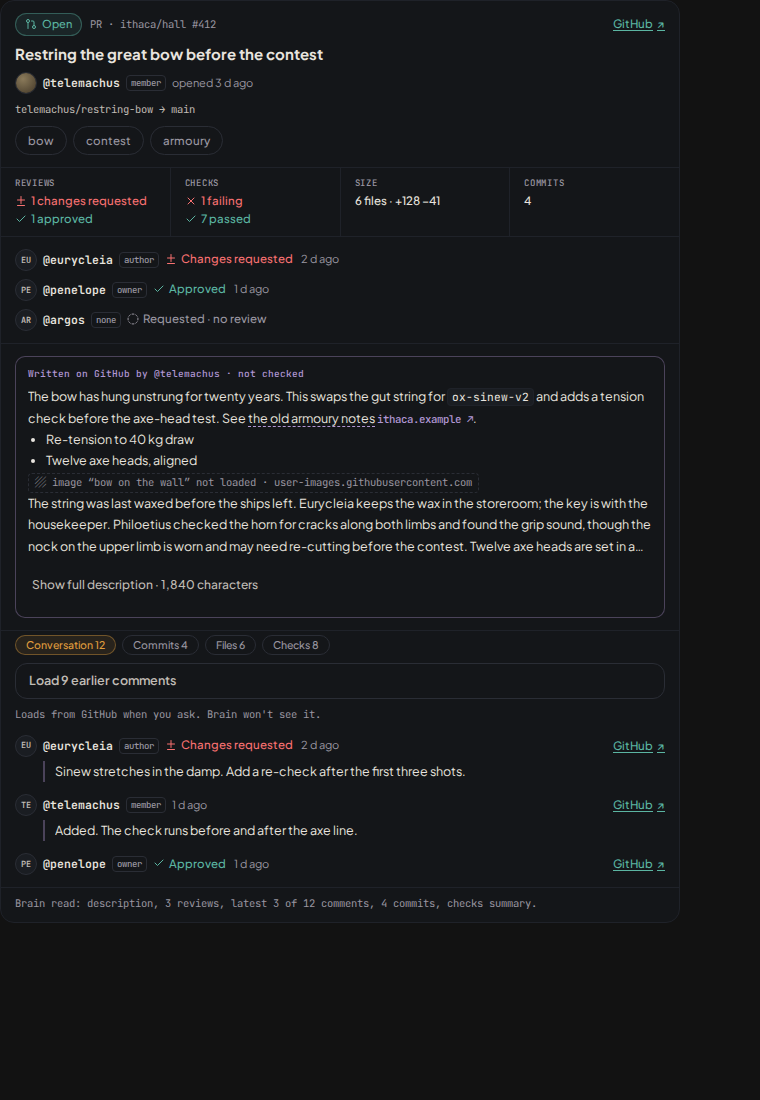 Open PR · ithaca/hall #412 GitHub ↗
Restring the great bow before the contest
@telemachus member opened 3 d ago
telemachus/restring-bow → main
bow contest armoury
REVIEWS CHECKS SIZE COMMITS
± 1 changes requested × 1 failing 6 files · +128 −41 4
✓ 1 approved ✓ 7 passed
EU @eurycleia author ± Changes requested 2 d ago
PE @penelope owner ✓ Approved 1 d ago
AR @argos none Requested · no review
Written on GitHub by @telemachus · not checked
The bow has hung unstrung for twenty years. This swaps the gut string for ox-sinew-v2 and adds a tension
check before the axe-head test. See the old armoury notes ithaca.example ↗.
• Re-tension to 40 kg draw
• Twelve axe heads, aligned
image “bow on the wall” not loaded · user-images.githubusercontent.com
The string was last waxed before the ships left. Eurycleia keeps the wax in the storeroom; the key is with the
housekeeper. Philoetius checked the horn for cracks along both limbs and found the grip sound, though the
nock on the upper limb is worn and may need re-cutting before the contest. Twelve axe heads are set in a…
Show full description · 1,840 characters
Conversation 12 Commits 4 Files 6 Checks 8
Load 9 earlier comments
Loads from GitHub when you ask. Brain won't see it.
EU @eurycleia author ± Changes requested 2 d ago GitHub ↗
Sinew stretches in the damp. Add a re-check after the first three shots.
TE @telemachus member 1 d ago GitHub ↗
Added. The check runs before and after the axe line.
PE @penelope owner ✓ Approved 1 d ago GitHub ↗
Brain read: description, 3 reviews, latest 3 of 12 comments, 4 commits, checks summary.